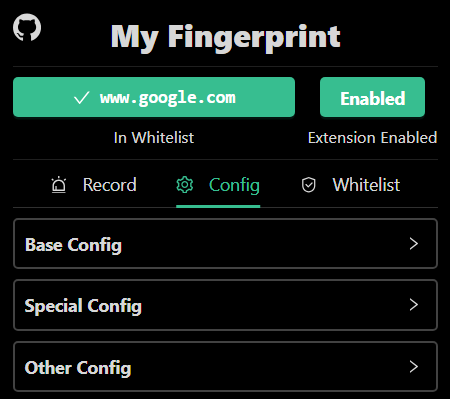 My Fingerprint
www.google.com Enabled
In Whitelist Extension Enabled
Record Config Whitelist
Base Config
Special Config
Other Config